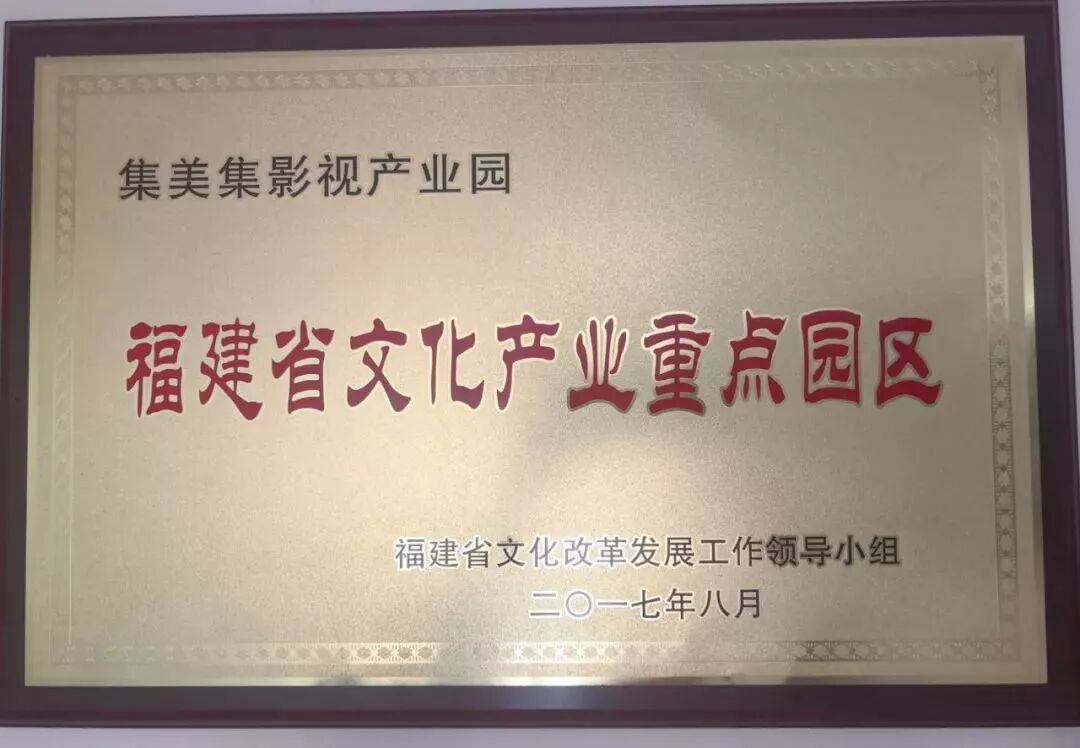 集美集影视产业园
福建省文化产业重点园区
福建省文化改革发展工作领导小组
二〇一七年八月